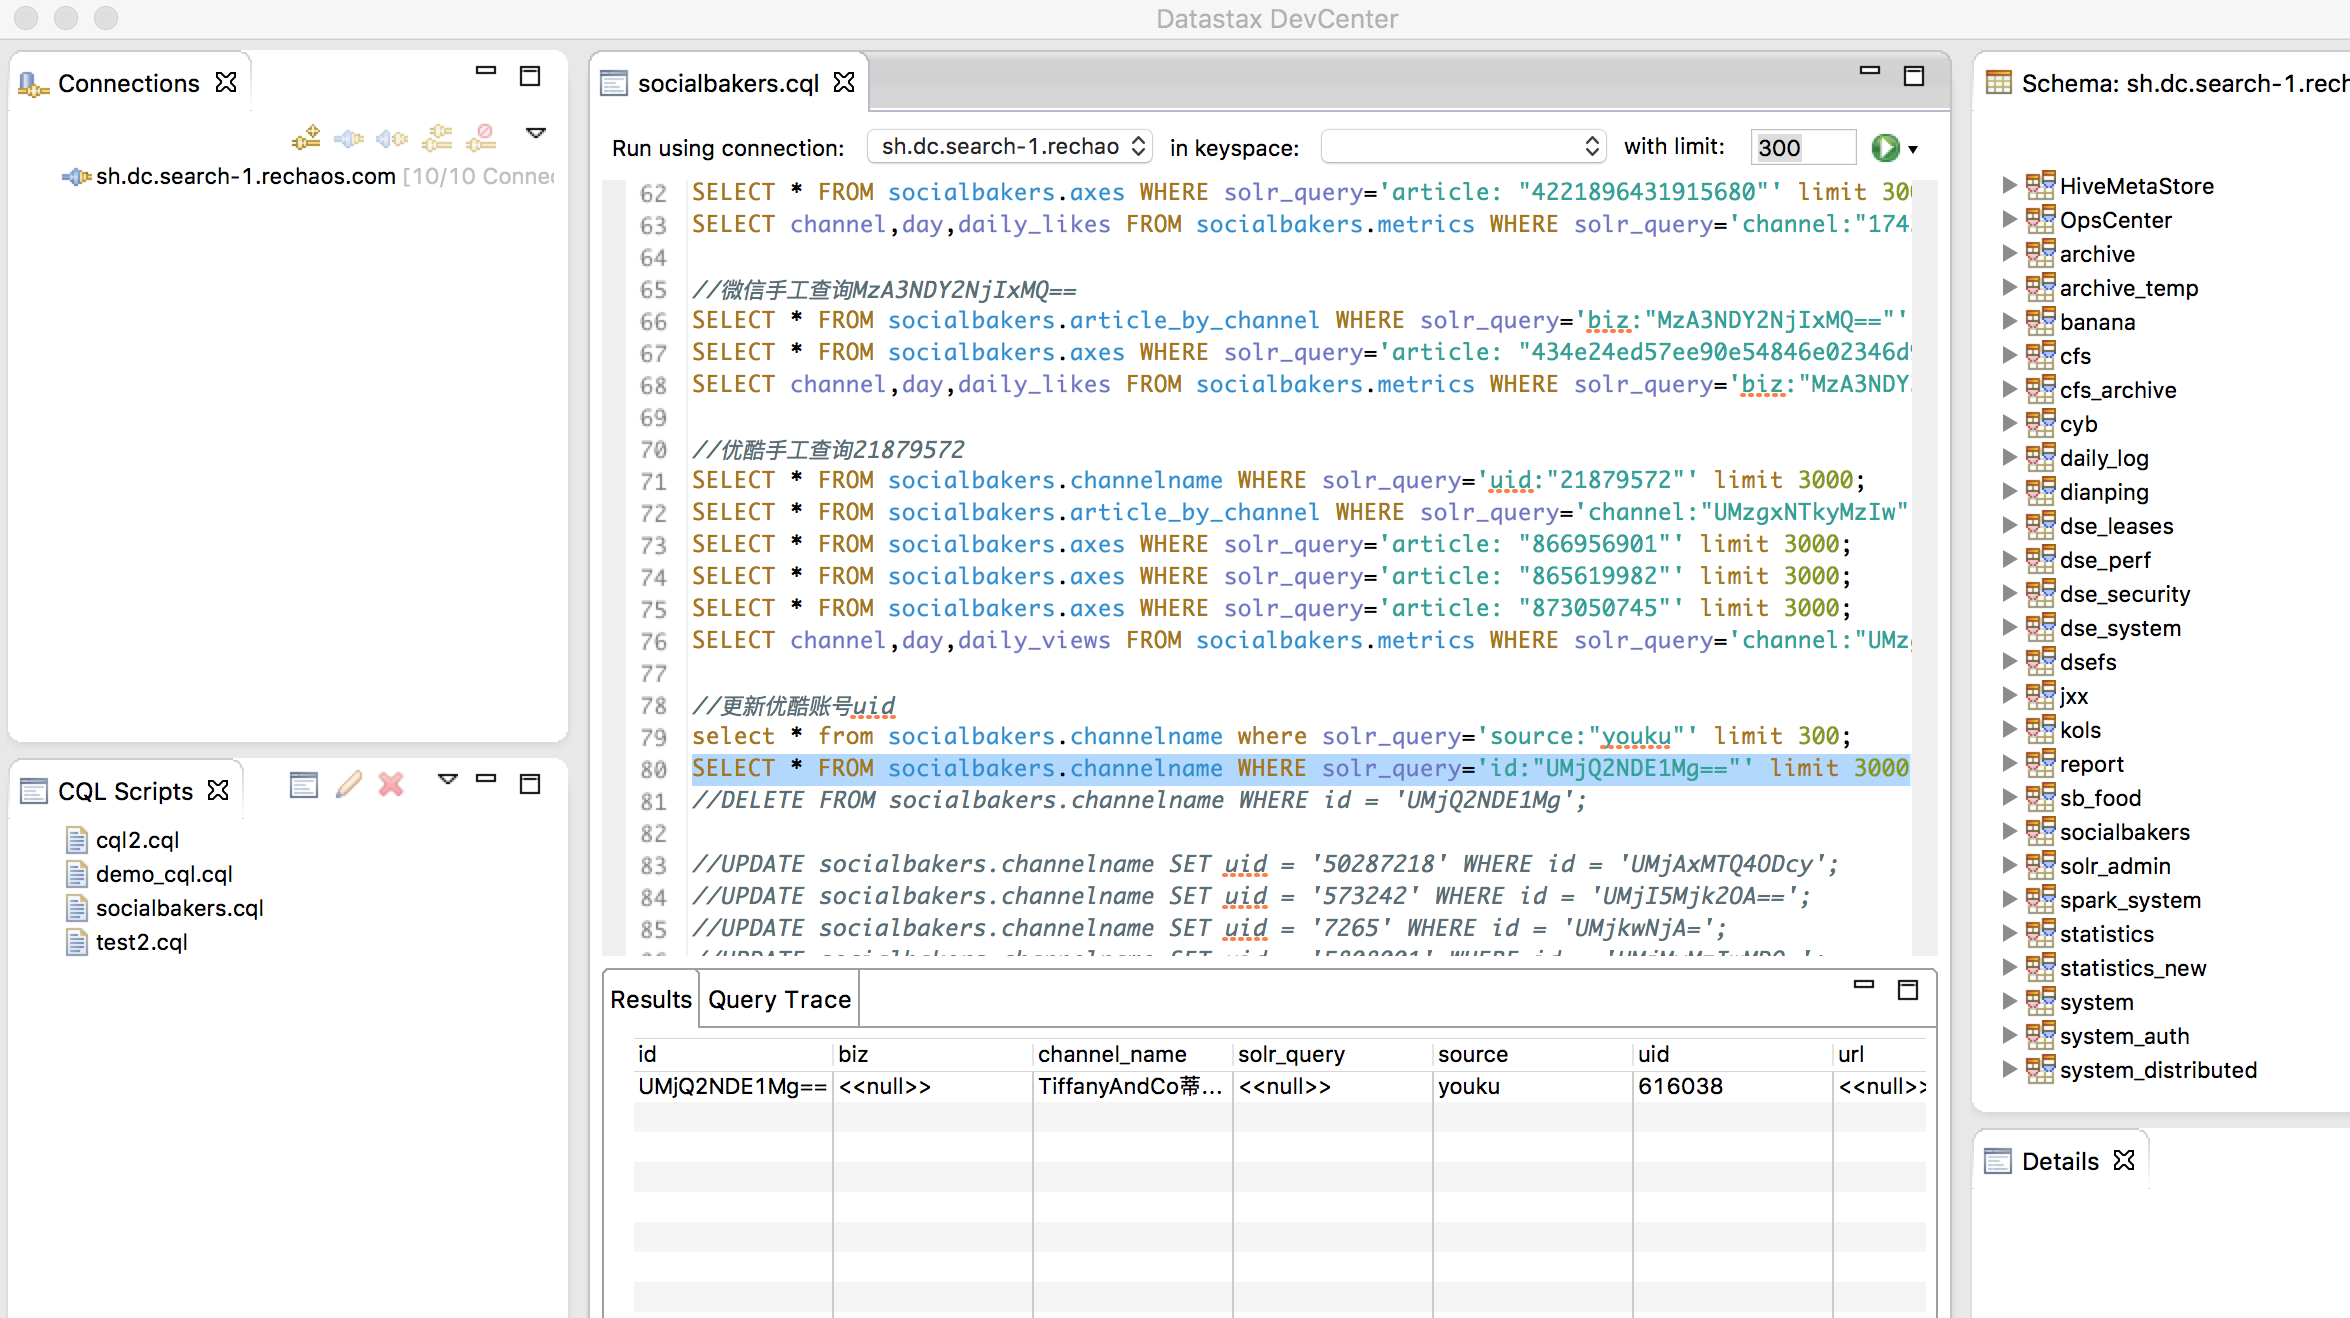 Datastax DevCenter
Connections
sh.dc.search-1.rechaos.com [10/10 Connec
CQL Scripts
cql2.cql
demo_cql.cql
socialbakers.cql
test2.cql
socialbakers.cql
Run using connection: sh.dc.search-1.rechao in keyspace: with limit: 300
62 SELECT * FROM socialbakers.axes WHERE solr_query='article: "4221896431915680"' limit 300
63 SELECT channel,day,daily_likes FROM socialbakers.metrics WHERE solr_query='channel:"174
64
65 //微信手工查询MzA3NDY2NjIxMQ==
66 SELECT * FROM socialbakers.article_by_channel WHERE solr_query='biz:"MzA3NDY2NjIxMQ=="'
67 SELECT * FROM socialbakers.axes WHERE solr_query='article: "434e24ed57ee90e54846e02346d
68 SELECT channel,day,daily_likes FROM socialbakers.metrics WHERE solr_query='biz:"MzA3NDY
69
70 //优酷手工查询21879572
71 SELECT * FROM socialbakers.channelname WHERE solr_query='uid:"21879572"' limit 3000;
72 SELECT * FROM socialbakers.article_by_channel WHERE solr_query='channel:"UMzgxNTkyMzIw"
73 SELECT * FROM socialbakers.axes WHERE solr_query='article: "866956901"' limit 3000;
74 SELECT * FROM socialbakers.axes WHERE solr_query='article: "865619982"' limit 3000;
75 SELECT * FROM socialbakers.axes WHERE solr_query='article: "873050745"' limit 3000;
76 SELECT channel,day,daily_views FROM socialbakers.metrics WHERE solr_query='channel:"UMz
77
78 //更新优酷账号uid
79 select * from socialbakers.channelname where solr_query='source:"youku"' limit 300;
80 SELECT * FROM socialbakers.channelname WHERE solr_query='id:"UMjQ2NDE1Mg=="' limit 3000
81 //DELETE FROM socialbakers.channelname WHERE id = 'UMjQ2NDE1Mg';
82
83 //UPDATE socialbakers.channelname SET uid = '50287218' WHERE id = 'UMjAxMTQ4ODcy';
84 //UPDATE socialbakers.channelname SET uid = '573242' WHERE id = 'UMjI5Mjk2OA==';
85 //UPDATE socialbakers.channelname SET uid = '7265' WHERE id = 'UMjkwNjA=';
Results Query Trace
id biz channel_name solr_query source uid url
UMjQ2NDE1Mg== <<null>> TiffanyAndCo蒂... <<null>> youku 616038 <<null>>
Schema: sh.dc.search-1.rech
HiveMetaStore
OpsCenter
archive
archive_temp
banana
cfs
cfs_archive
cyb
daily_log
dianping
dse_leases
dse_perf
dse_security
dse_system
dsefs
jxx
kols
report
sb_food
socialbakers
solr_admin
spark_system
statistics
statistics_new
system
system_auth
system_distributed
Details